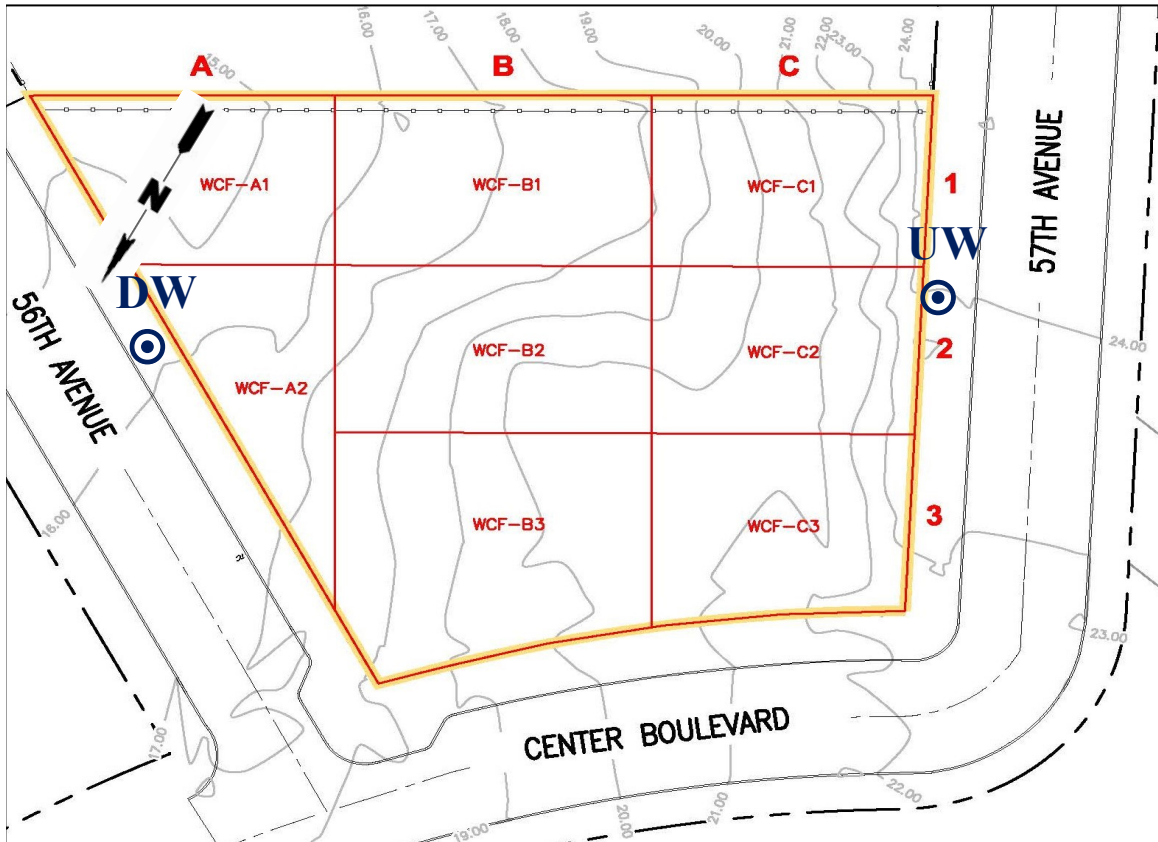 16.00
17.00
18.00
19.00
20.00
21.00
22.00
23.00
24.00
A
B
C
15.00
N
WCF-A1
WCF-B1
WCF-C1
1
57TH AVENUE
UW
DW
56TH AVENUE
WCF-A2
WCF-B2
WCF-C2
2
24.00
WCF-B3
WCF-C3
3
16.00
23.00
17.00
CENTER BOULEVARD
19.00
20.00
21.00
22.00